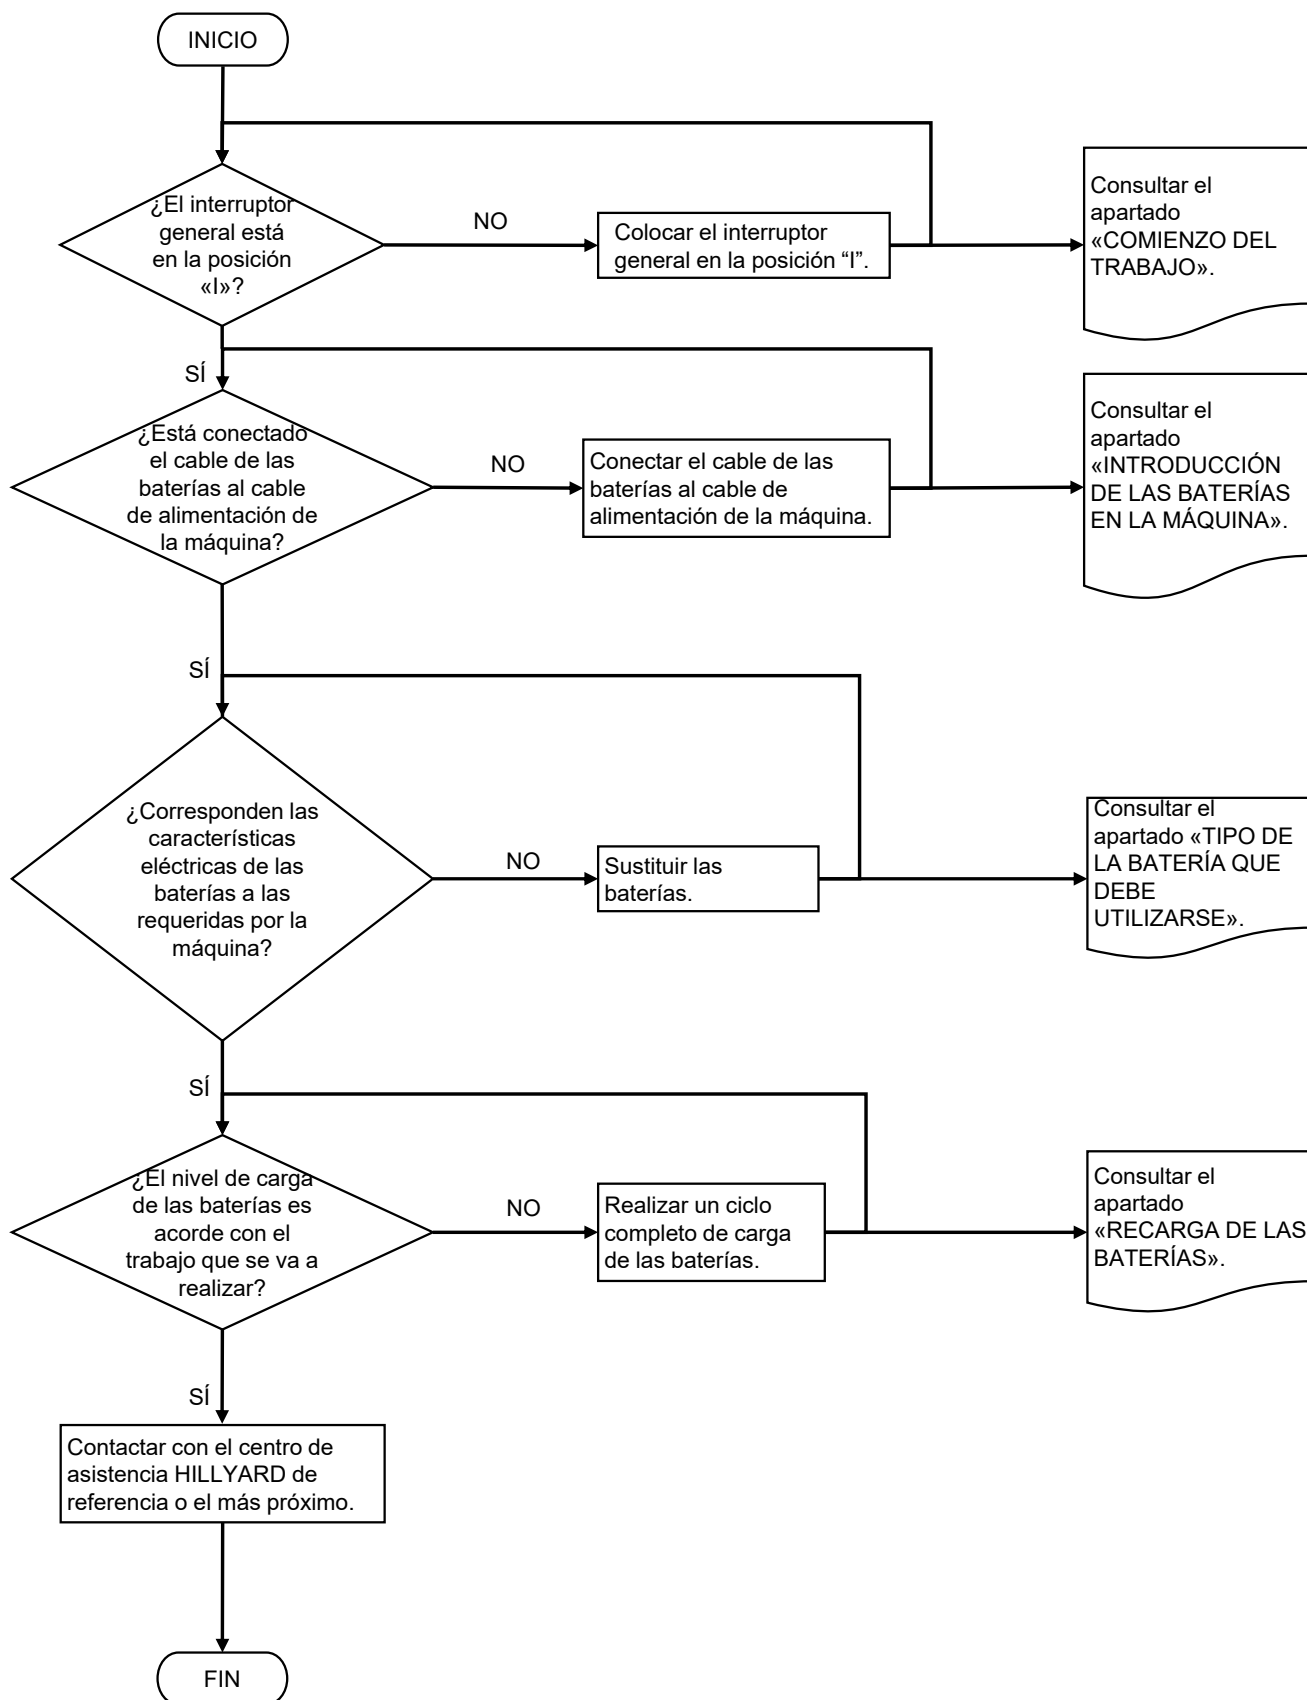 INICIO
¿El interruptor
general está
en la posición
«I»?
NO
Colocar el interruptor
general en la posición “I”.
Consultar el
apartado
«COMIENZO DEL
TRABAJO».
SÍ
¿Está conectado
el cable de las
baterías al cable
de alimentación de
la máquina?
NO
Conectar el cable de las
baterías al cable de
alimentación de la máquina.
Consultar el
apartado
«INTRODUCCIÓN
DE LAS BATERÍAS
EN LA MÁQUINA».
SÍ
¿Corresponden las
característíticas
eléctricas de las
baterías a las
requeridas por la
máquina?
NO
Sustituir las
baterías.
Consultar el
apartado «TIPO DE
LA BATERÍA QUE
DEBE
UTILIZARSE».
SÍ
¿El nivel de carga
de las baterías es
acorde con el
trabajo que se va a
realizar?
NO
Realizar un ciclo
completo de carga
de las baterías.
Consultar el
apartado
«RECARGA DE LAS
BATERÍAS».
SÍ
Contactar con el centro de
asistencia HILLYARD de
referencia o el más próximo.
FIN